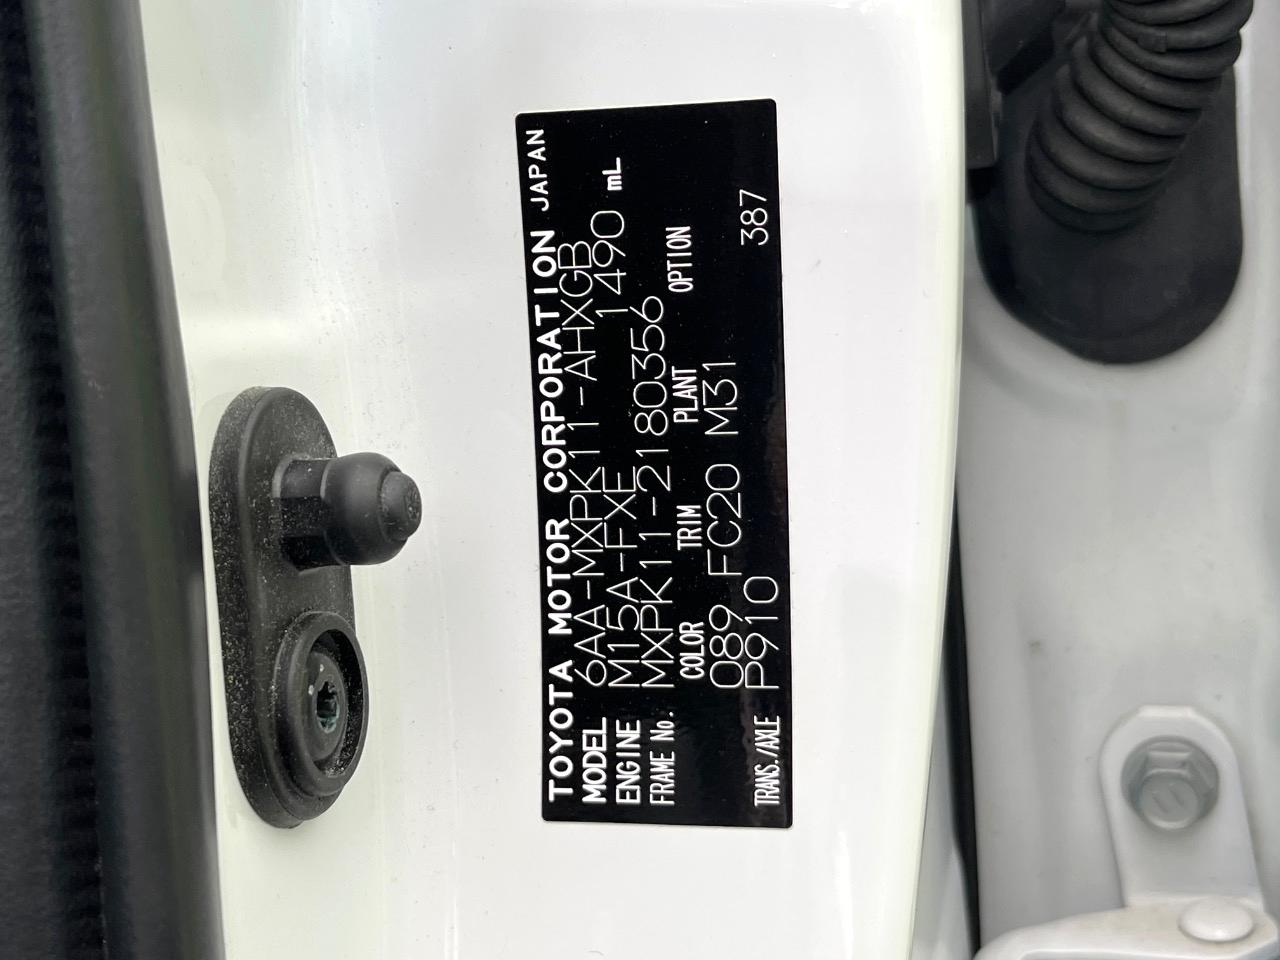 TOYOTA MOTOR CORPORATION JAPAN
MODEL 6AA-MXPK11-AHXGB
ENGINE M15A-FXE 1490 mL
FRAME No. MXPK11-2180356
COLOR TRIM PLANT OPTION
089 FC20 M31
TRANS./AXLE P910 387